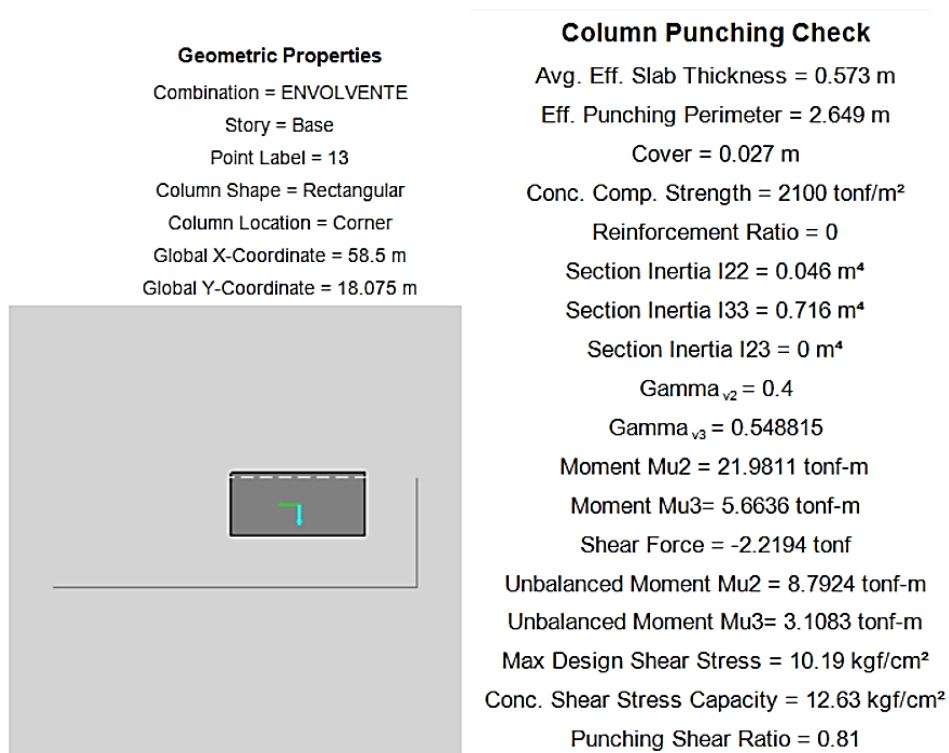 Geometric Properties
Combination = ENVOLVENTE
Story = Base
Point Label = 13
Column Shape = Rectangular
Column Location = Corner
Global X-Coordinate = 58.5 m
Global Y-Coordinate = 18.075 m
Column Punching Check
Avg. Eff. Slab Thickness = 0.573 m
Eff. Punching Perimeter = 2.649 m
Cover = 0.027 m
Conc. Comp. Strength = 2100 tonf/m²
Reinforcement Ratio = 0
Section Inertia I22 = 0.046 m⁴
Section Inertia I33 = 0.716 m⁴
Section Inertia I23 = 0 m⁴
Gamma v2 = 0.4
Gamma v3 = 0.548815
Moment Mu2 = 21.9811 tonf-m
Moment Mu3= 5.6636 tonf-m
Shear Force = -2.2194 tonf
Unbalanced Moment Mu2 = 8.7924 tonf-m
Unbalanced Moment Mu3= 3.1083 tonf-m
Max Design Shear Stress = 10.19 kgf/cm²
Conc. Shear Stress Capacity = 12.63 kgf/cm²
Punching Shear Ratio = 0.81